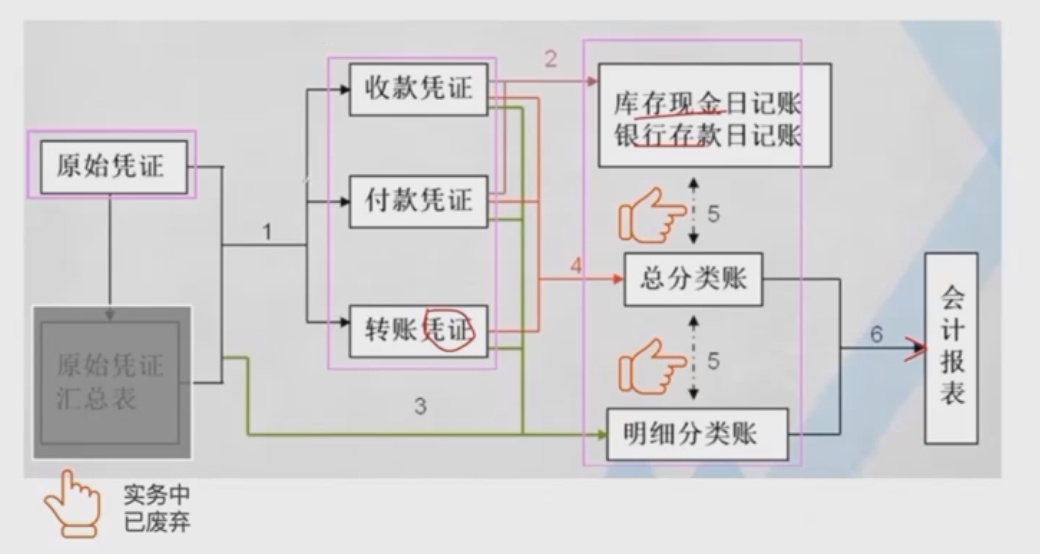 2
收款凭证
库存现金日记账
银行存款日记账
原始凭证
付款凭证
1
5
4
总分类账
会计报表
转账凭证
原始凭证
汇总表
5
6
3
明细分类账
实务中
已废弃